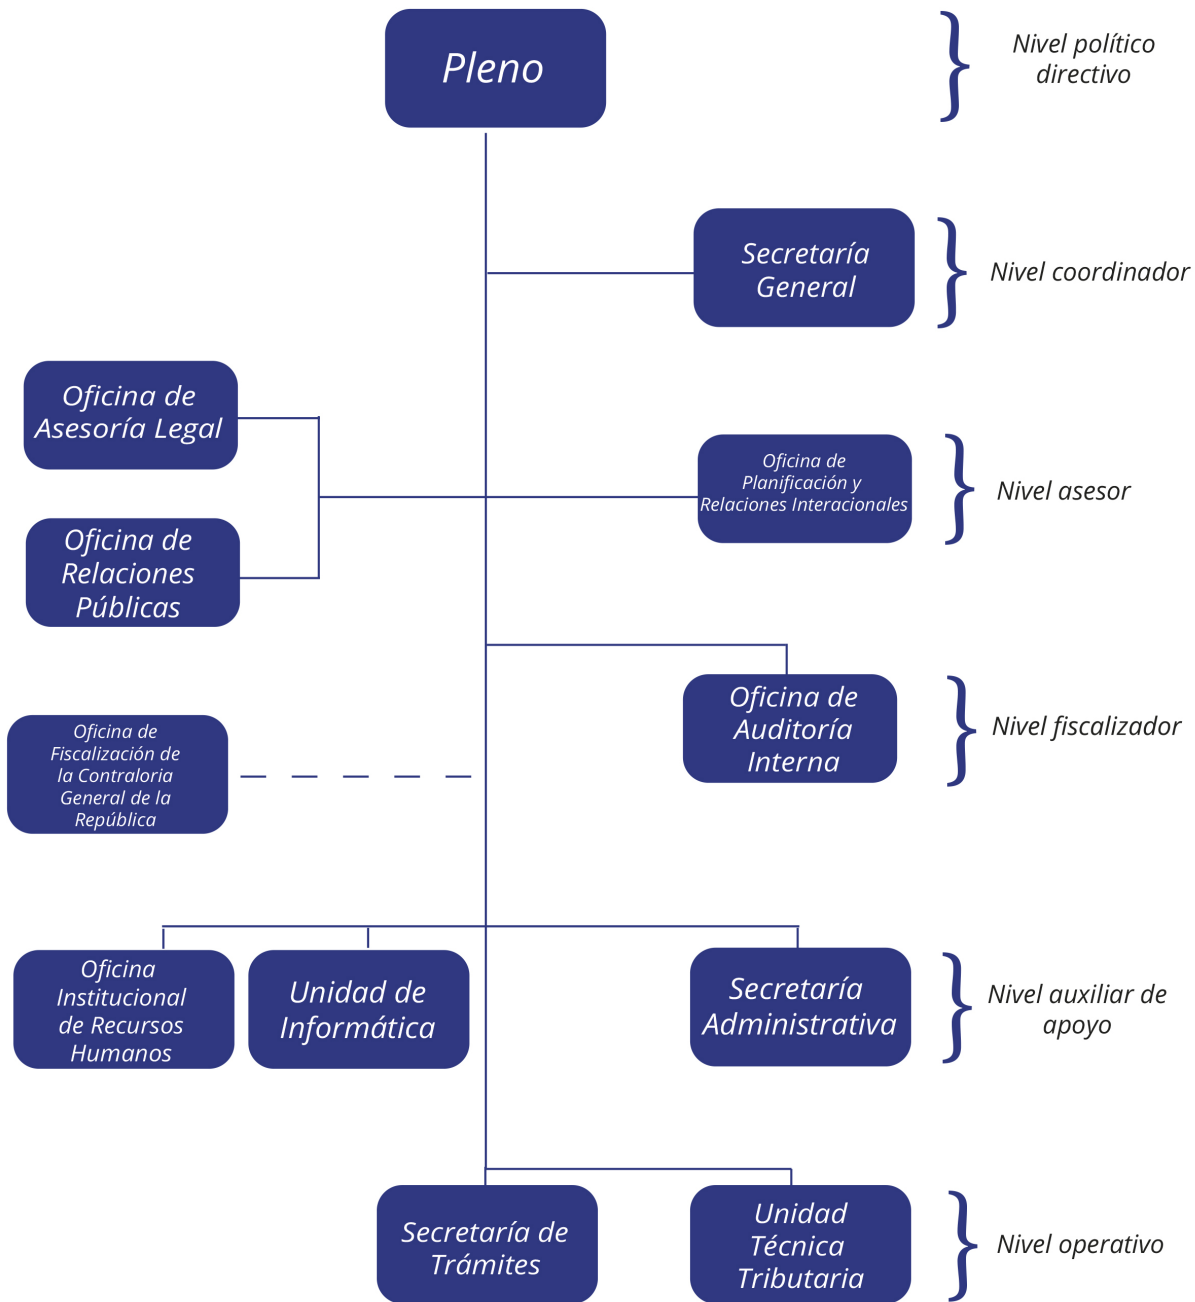 Pleno
Nivel político
directivo
Secretaría
General
Nivel coordinador
Oficina de
Asesoría Legal
Oficina de
Planificación y
Relaciones Interacionales
Nivel asesor
Oficina de
Relaciones
Públicas
Oficina de
Auditoría
Interna
Nivel fiscalizador
Oficina de
Fiscalización de
la Contraloria
General de la
República
Oficina
Institucional
de Recursos
Humanos
Unidad de
Informática
Secretaría
Administrativa
Nivel auxiliar de
apoyo
Secretaría de
Trámites
Unidad
Técnica
Tributaria
Nivel operativo